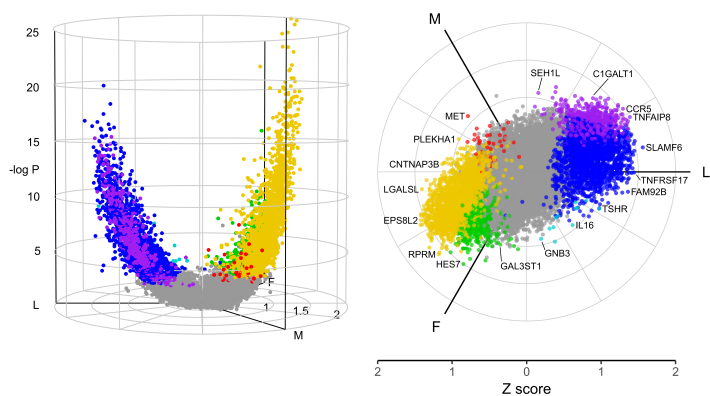 25
20
15
-log P
10
5
L
F
1
1.5
2
M
M
SEH1L
C1GALT1
MET
CCR5
TNFAIP8
PLEKHA1
SLAMF6
CNTNAP3B
L
TNFRSF17
LGALSL
FAM92B
TSHR
EPS8L2
IL16
RPRM
GNB3
HES7
GAL3ST1
F
2 1 0 1 2
Z score